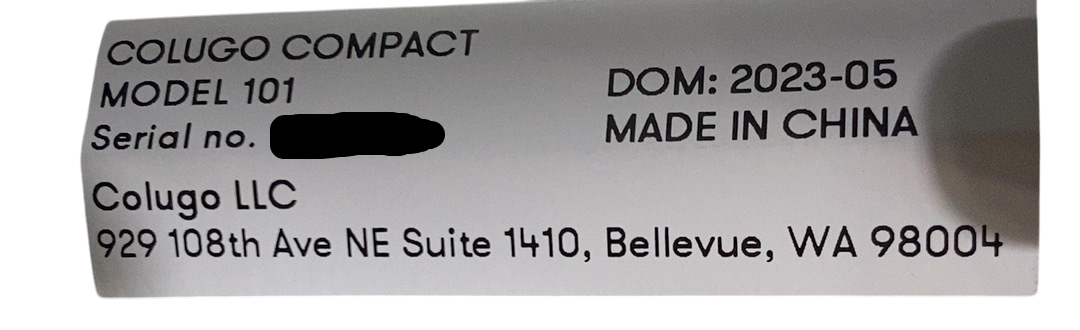 COLUGO COMPACT
MODEL 101
Serial no.
DOM: 2023-05
MADE IN CHINA
Colugo LLC
929 108th Ave NE Suite 1410, Bellevue, WA 98004